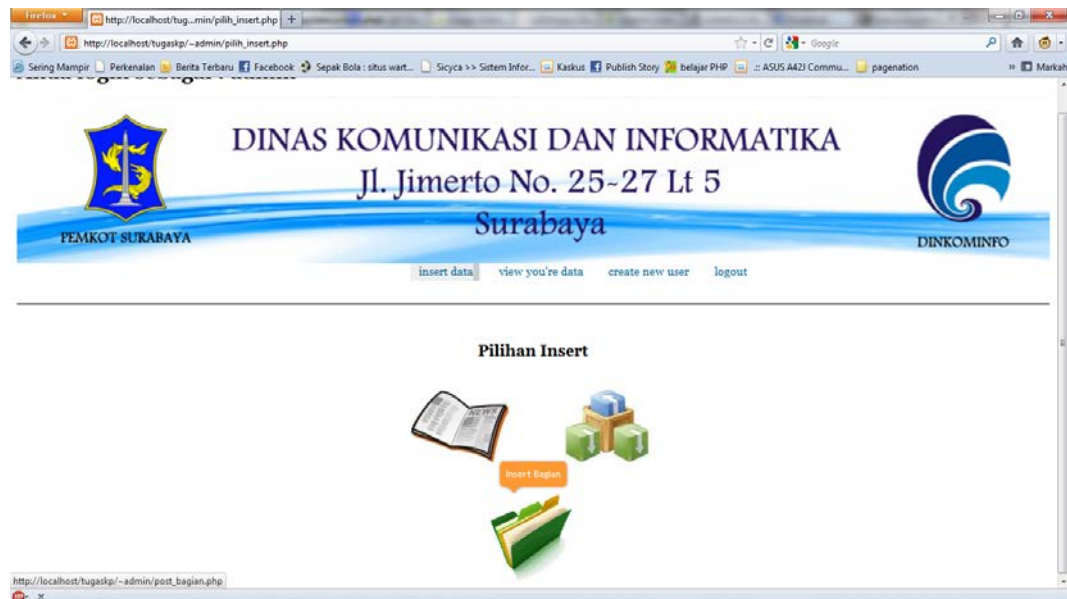 Firefox
http://localhost/tug...min/pilih_insert.php
http://localhost/tugaskp/~admin/pilih_insert.php
Google
Sering Mampir Perkenalan Berita Terbaru Facebook Sepak Bola : situs wart... Sicyca >> Sistem Infor... Kaskus Publish Story belajar PHP .:: ASUS A42J Commu... pagenation » Markah
DINAS KOMUNIKASI DAN INFORMATIKA
Jl. Jimerto No. 25-27 Lt 5
Surabaya
PEMKOT SURABAYA
DINKOMINFO
insert data view you're data create new user logout
Pilihan Insert
Insert Bagian
http://localhost/tugaskp/~admin/post_bagian.php